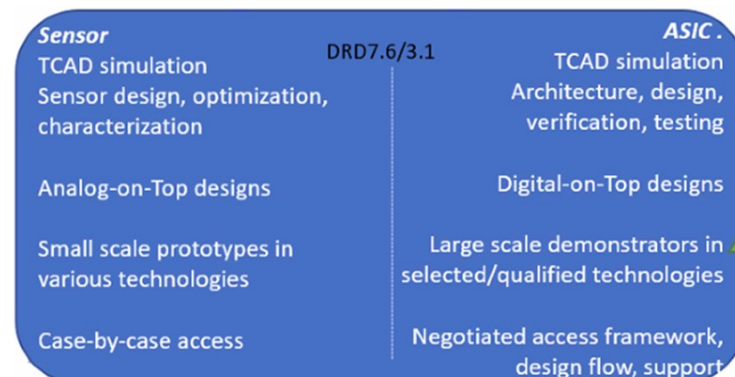 Sensor
TCAD simulation
Sensor design, optimization,
characterization
Analog-on-Top designs
Small scale prototypes in
various technologies
Case-by-case access
DRD7.6/3.1
ASIC .
TCAD simulation
Architecture, design,
verification, testing
Digital-on-Top designs
Large scale demonstrators in
selected/qualified technologies
Negotiated access framework,
design flow, support